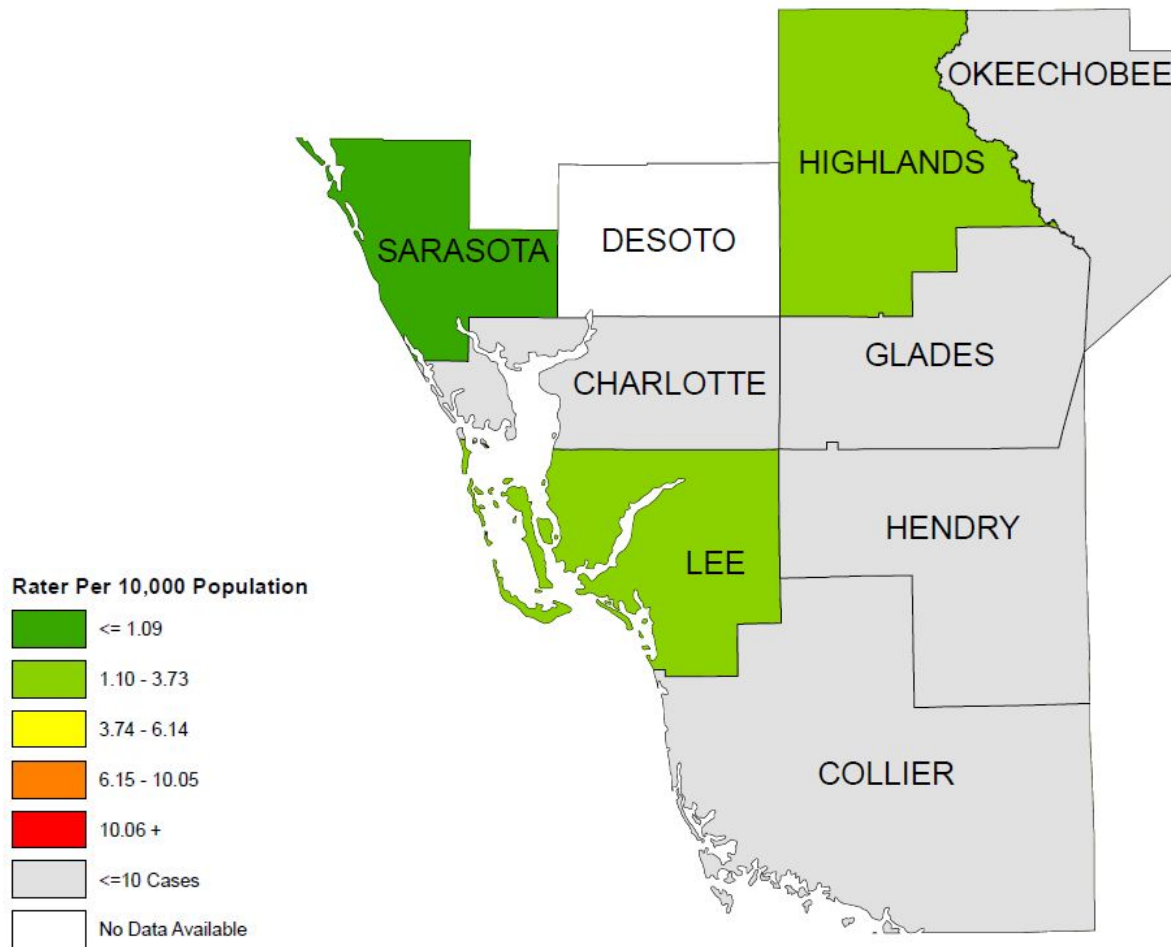 OKEECHOBEE
HIGHLANDS
SARASOTA
DESOTO
GLADES
CHARLOTTE
HENDRY
LEE
COLLIER
Rater Per 10,000 Population
<= 1.09
1.10 - 3.73
3.74 - 6.14
6.15 - 10.05
10.06 +
<=10 Cases
No Data Available